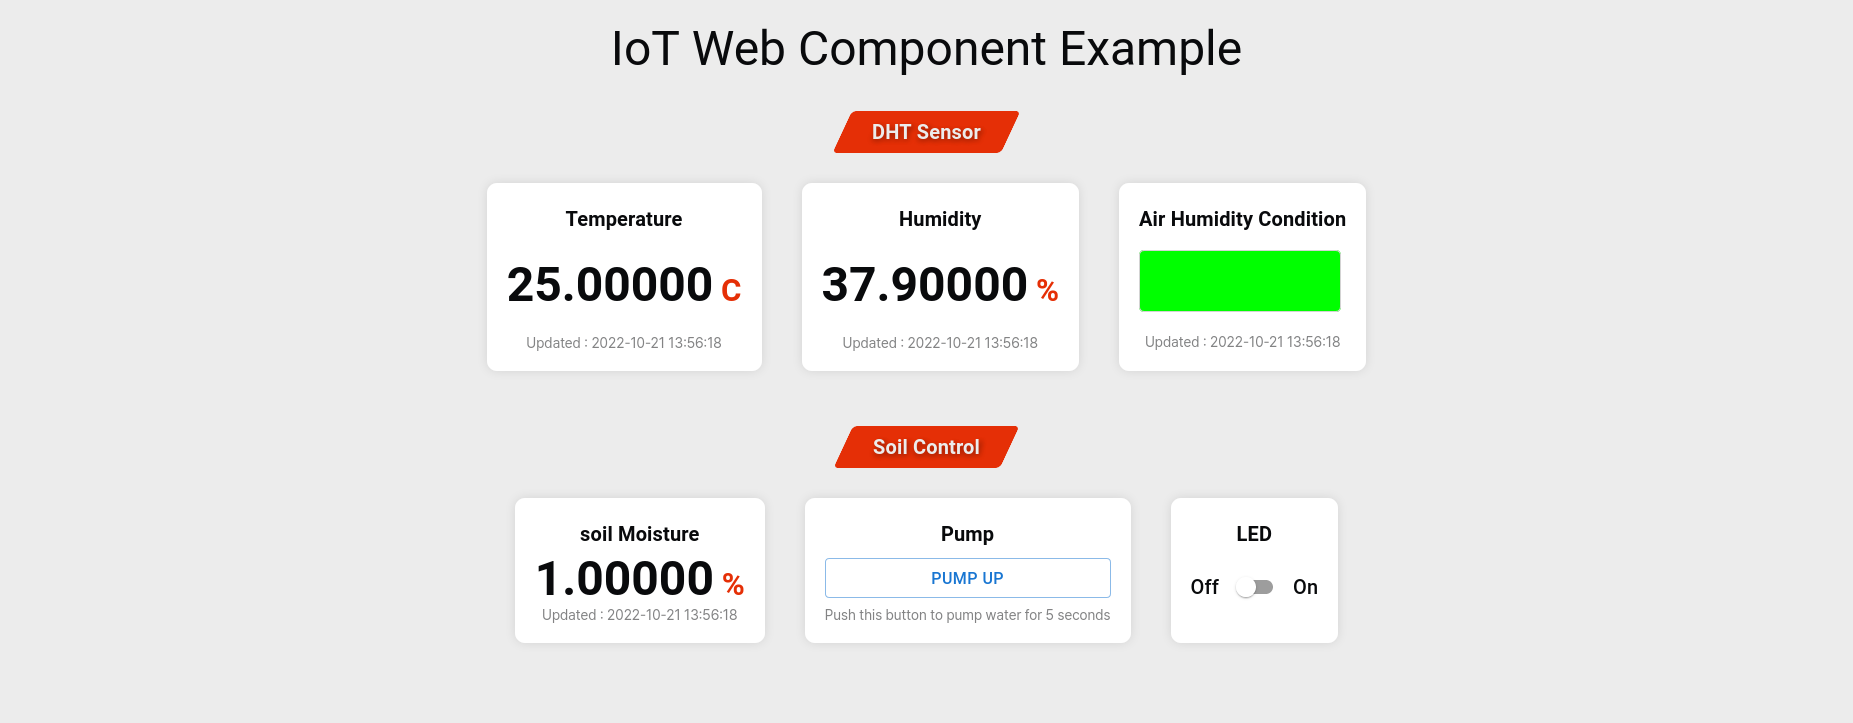 IoT Web Component Example
DHT Sensor
Temperature
25.00000 C
Updated : 2022-10-21 13:56:18
Humidity
37.90000 %
Updated : 2022-10-21 13:56:18
Air Humidity Condition
Updated : 2022-10-21 13:56:18
Soil Control
soil Moisture
1.00000 %
Updated : 2022-10-21 13:56:18
Pump
PUMP UP
Push this button to pump water for 5 seconds
LED
Off On